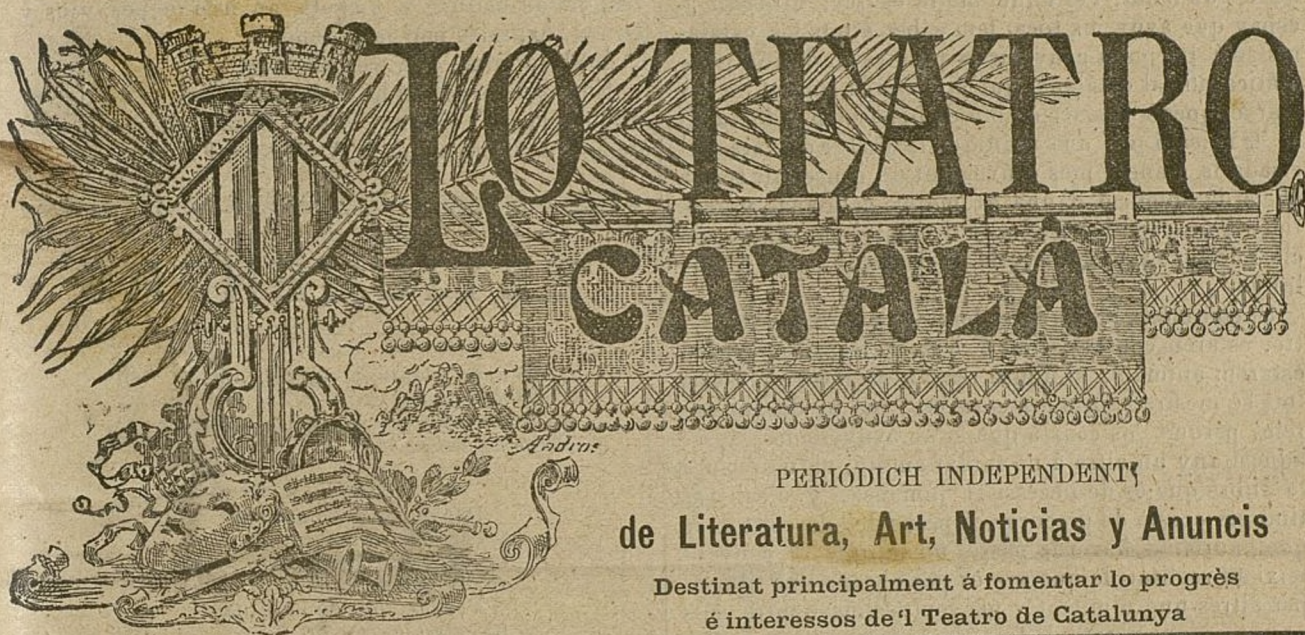 LO TEATRO
CATALÀ
PERIÓDICH INDEPENDENT
de Literatura, Art, Noticias y Anuncis
Destinat principalment á fomentar lo progrès
é interessos de'l Teatro de Catalunya